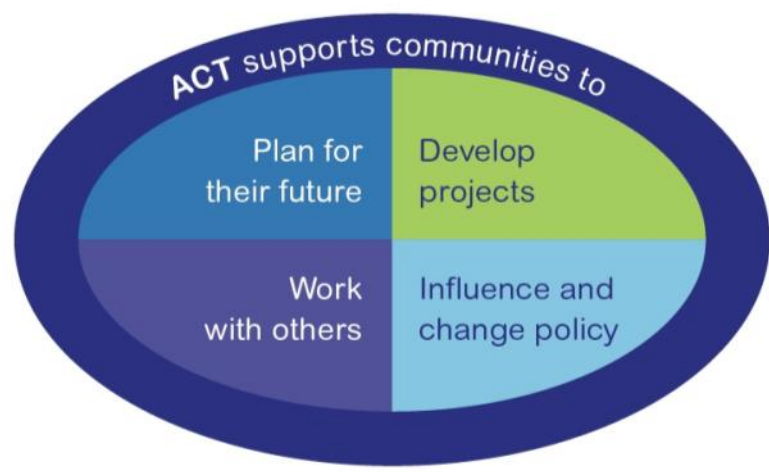 ACT supports communities to
Plan for
their future
Develop
projects
Work
with others
Influence and
change policy